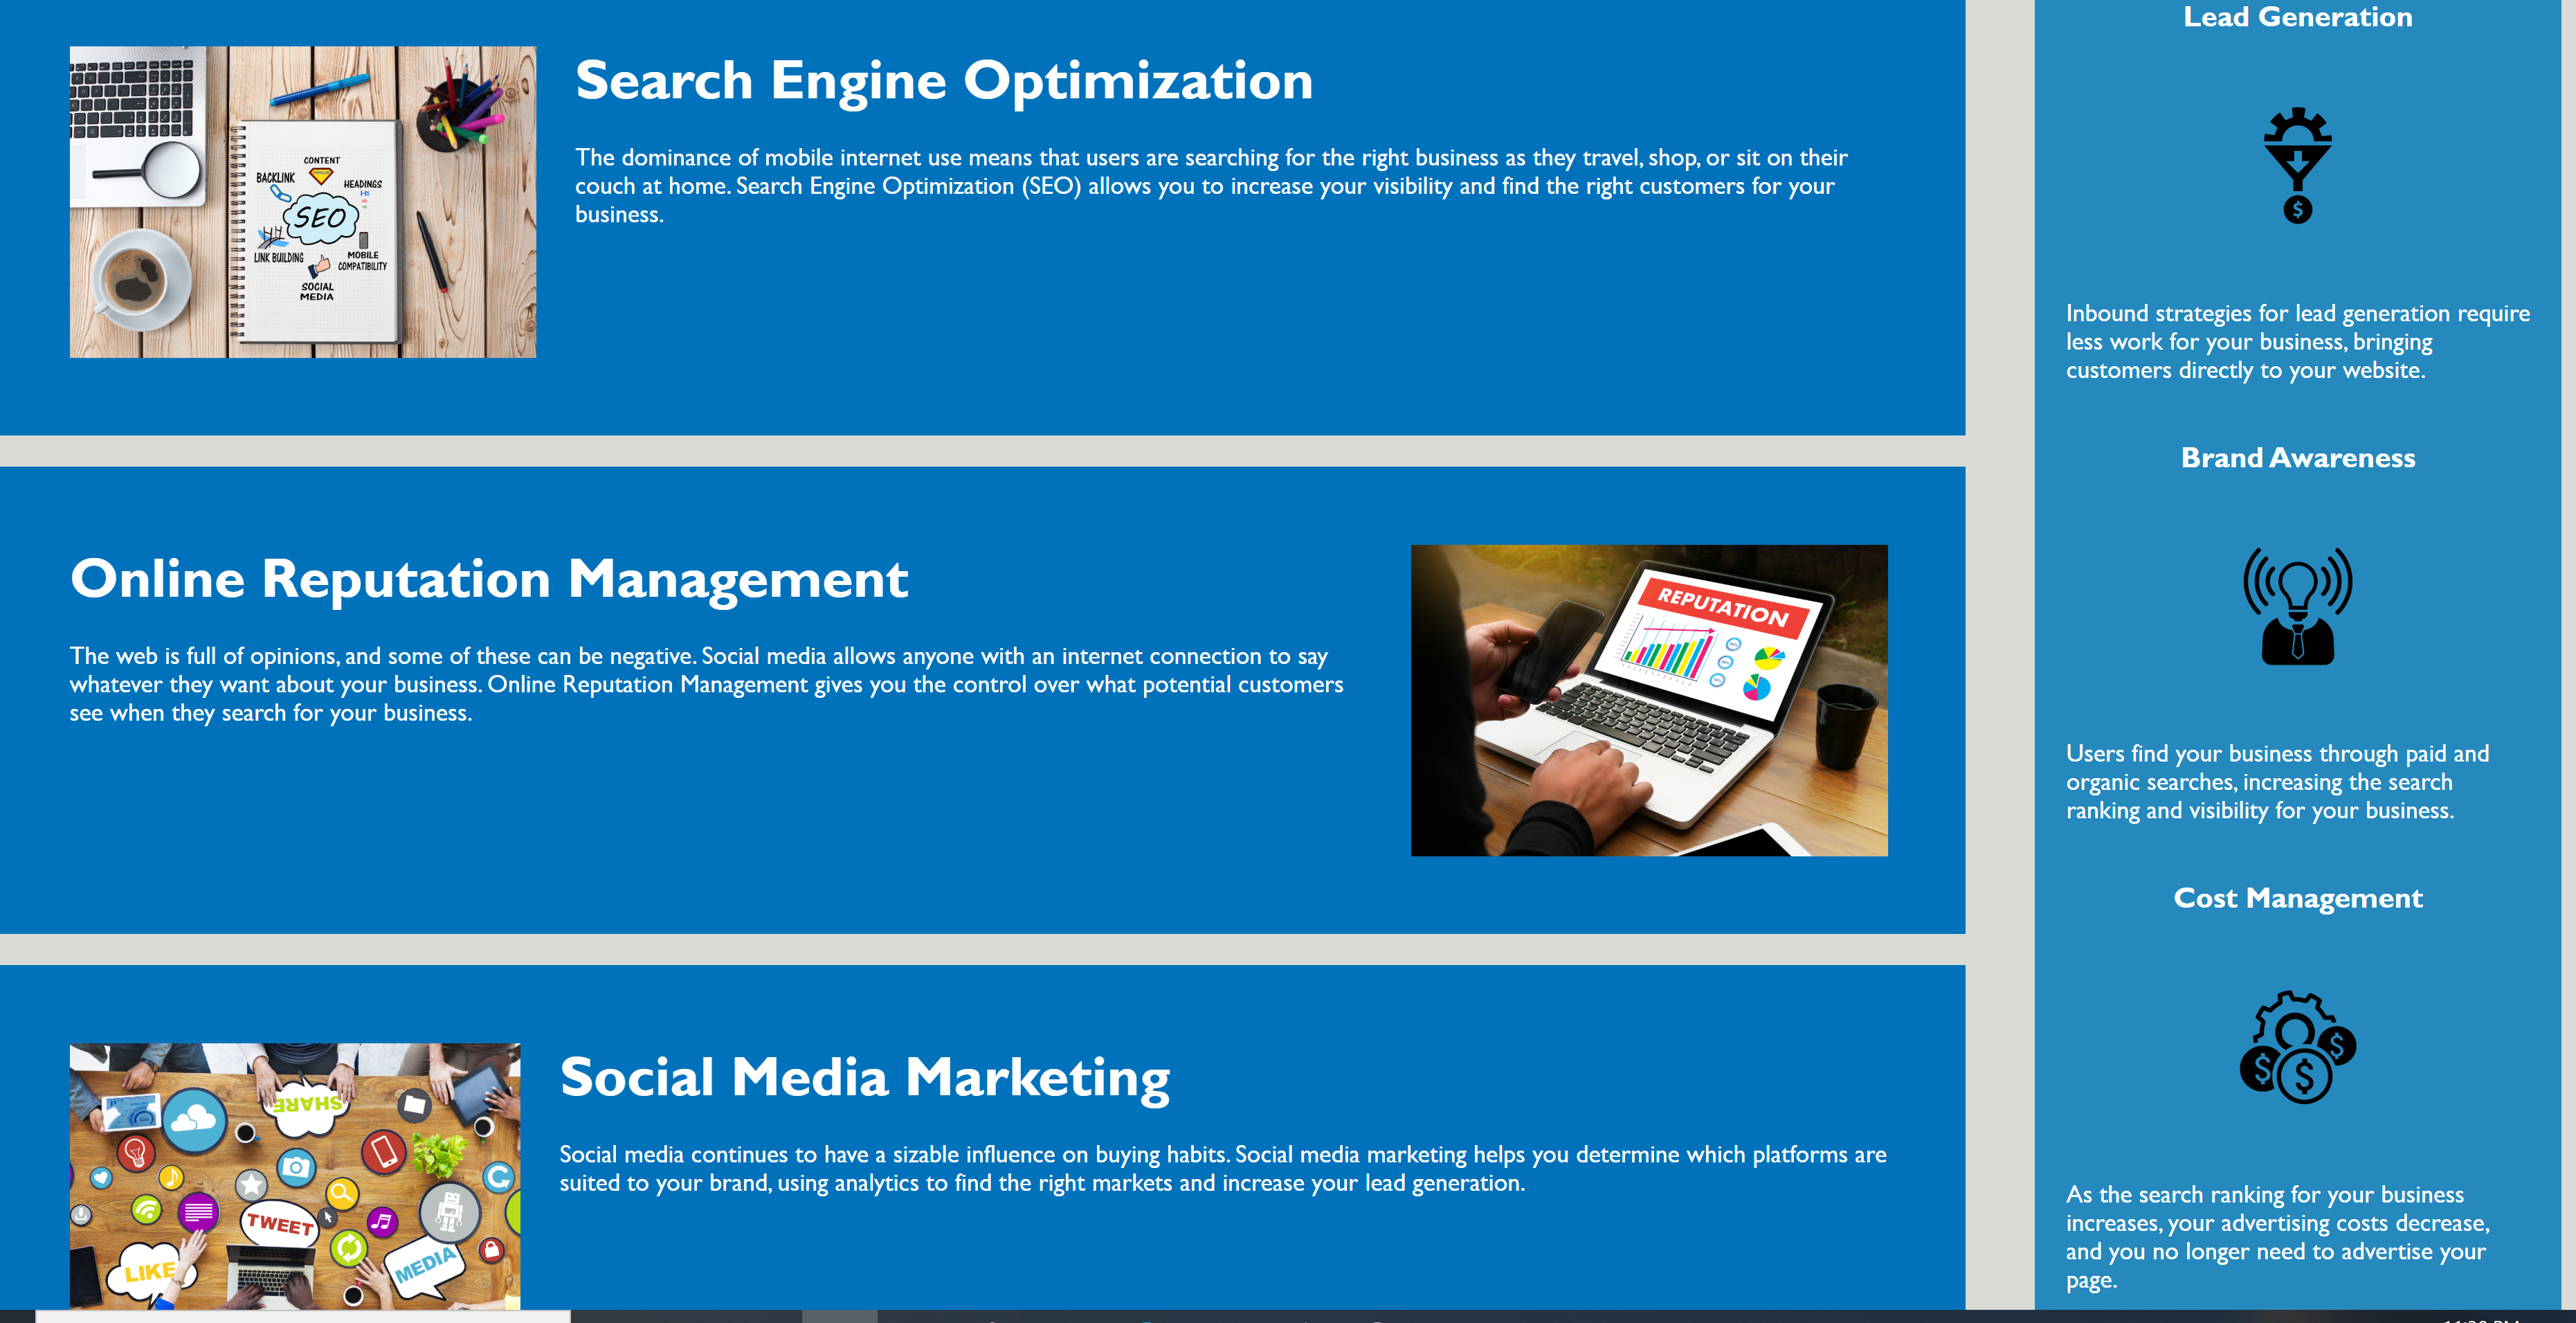 Search Engine Optimization
The dominance of mobile internet use means that users are searching for the right business as they travel, shop, or sit on their
couch at home. Search Engine Optimization (SEO) allows you to increase your visibility and find the right customers for your
business.
CONTENT
BACKLINK
HEADINGS
H1
SEO
LINK BUILDING
MOBILE
COMPATIBILITY
SOCIAL
MEDIA
Online Reputation Management
The web is full of opinions, and some of these can be negative. Social media allows anyone with an internet connection to say
whatever they want about your business. Online Reputation Management gives you the control over what potential customers
see when they search for your business.
REPUTATION
Social Media Marketing
Social media continues to have a sizable influence on buying habits. Social media marketing helps you determine which platforms are
suited to your brand, using analytics to find the right markets and increase your lead generation.
SHARE
TWEET
LIKE
MEDIA
Lead Generation
$
Inbound strategies for lead generation require
less work for your business, bringing
customers directly to your website.
Brand Awareness
Users find your business through paid and
organic searches, increasing the search
ranking and visibility for your business.
Cost Management
$ $ $
As the search ranking for your business
increases, your advertising costs decrease,
and you no longer need to advertise your
page.